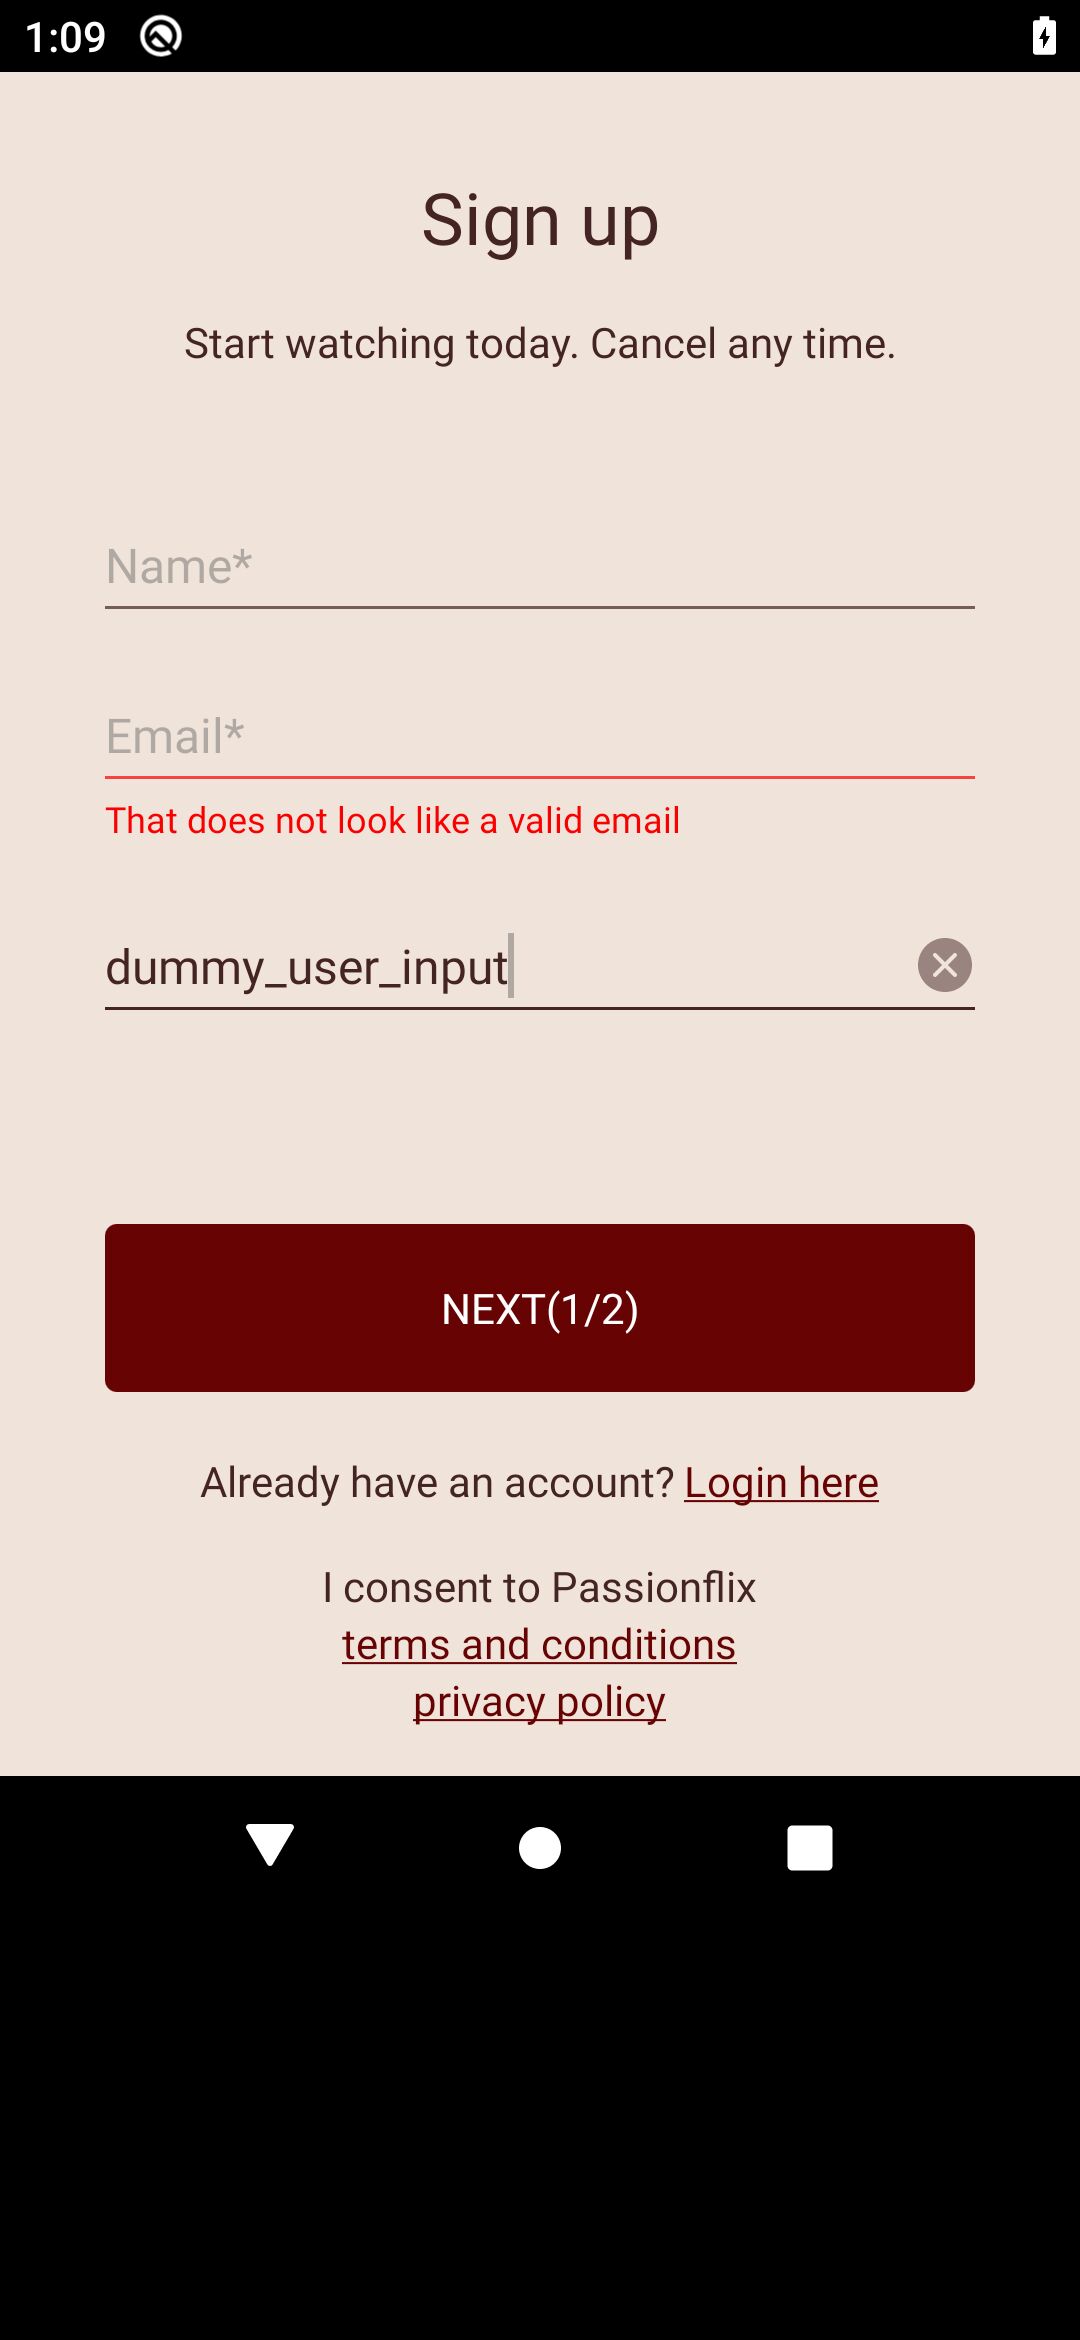 1:09
Sign up
Start watching today. Cancel any time.
Name*
Email*
That does not look like a valid email
dummy_user_input
NEXT(1/2)
Already have an account? Login here
I consent to Passionflix
terms and conditions
privacy policy